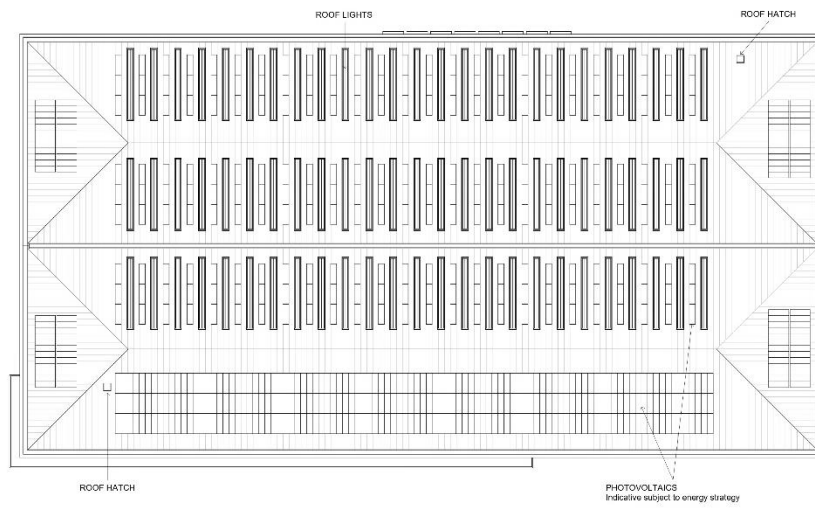 ROOF LIGHTS
ROOF HATCH
ROOF HATCH
PHOTOVOLTAICS
Indicative subject to energy strategy